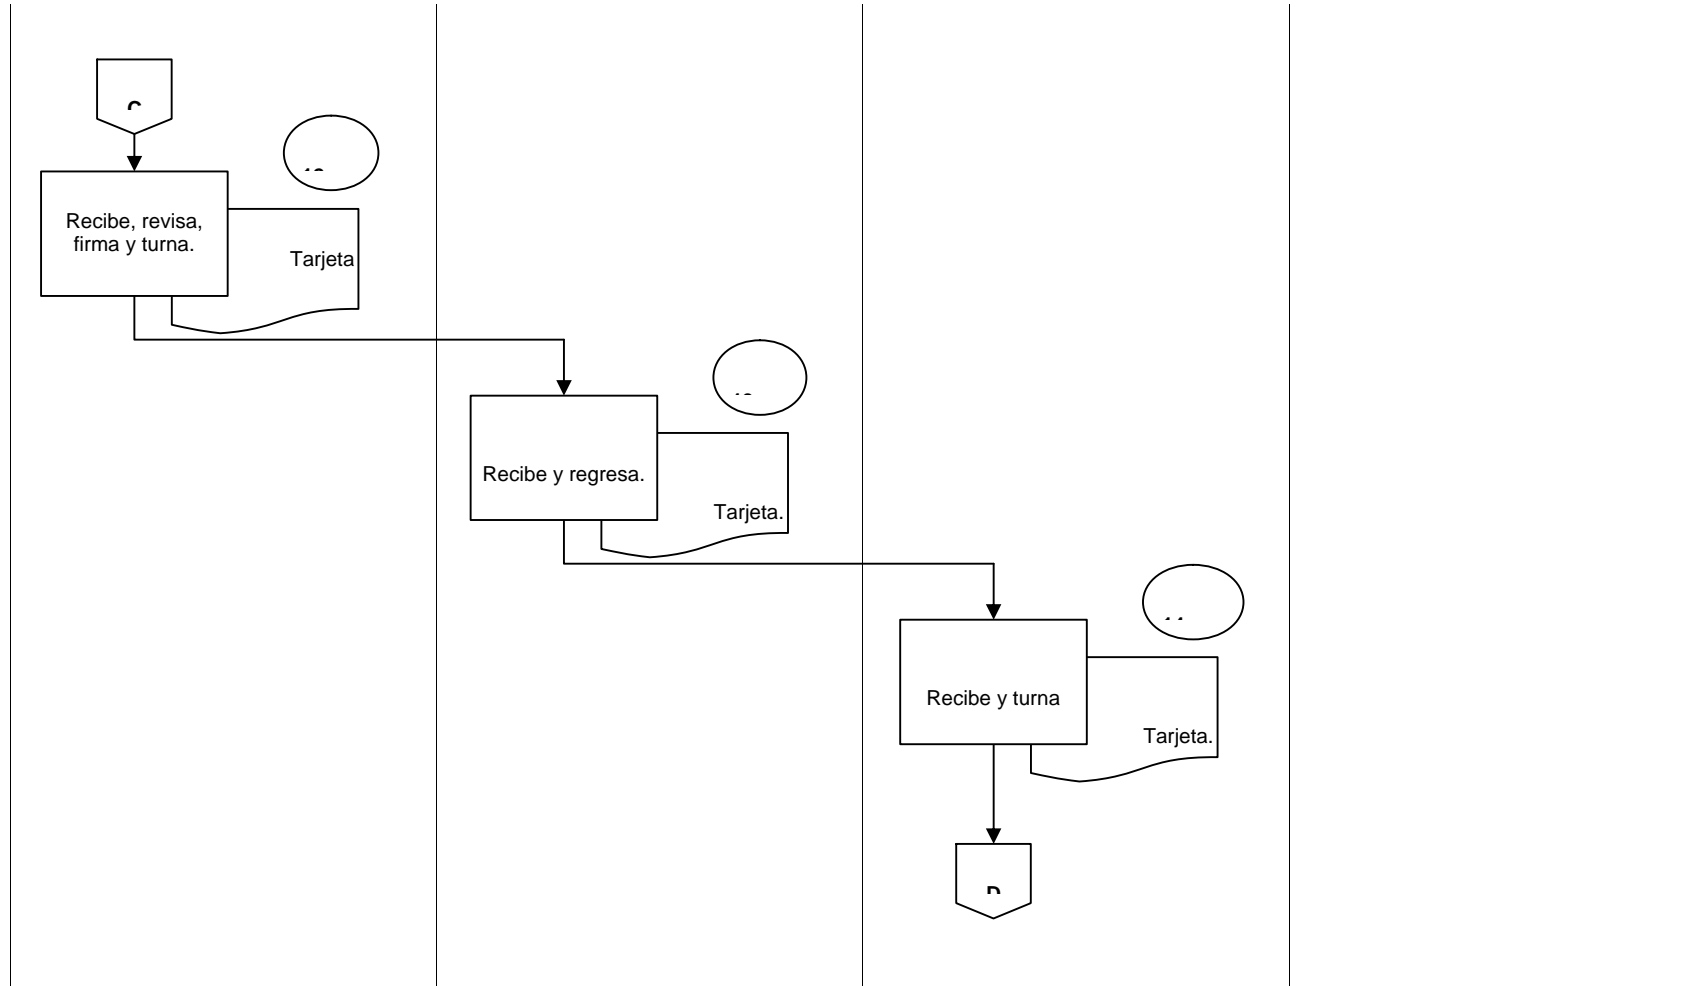 Recibe, revisa,
firma y turna.
Tarjeta
Recibe y regresa.
Tarjeta.
Recibe y turna
Tarjeta.